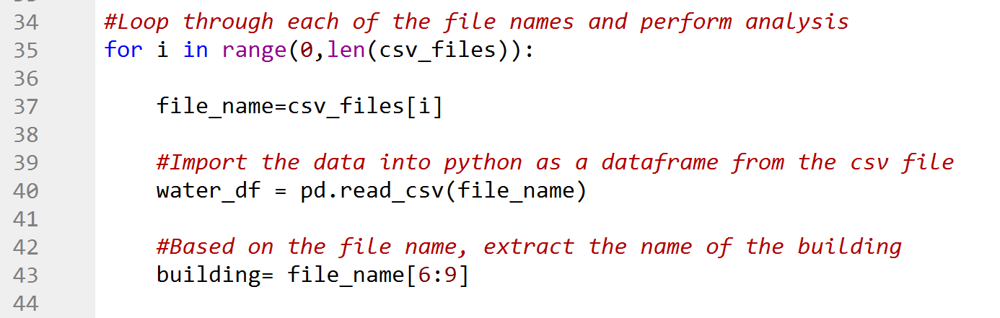 34 #Loop through each of the file names and perform analysis
35 for i in range(0,len(csv_files)):
36
37 file_name=csv_files[i]
38
39 #Import the data into python as a dataframe from the csv file
40 water_df = pd.read_csv(file_name)
41
42 #Based on the file name, extract the name of the building
43 building= file_name[6:9]
44